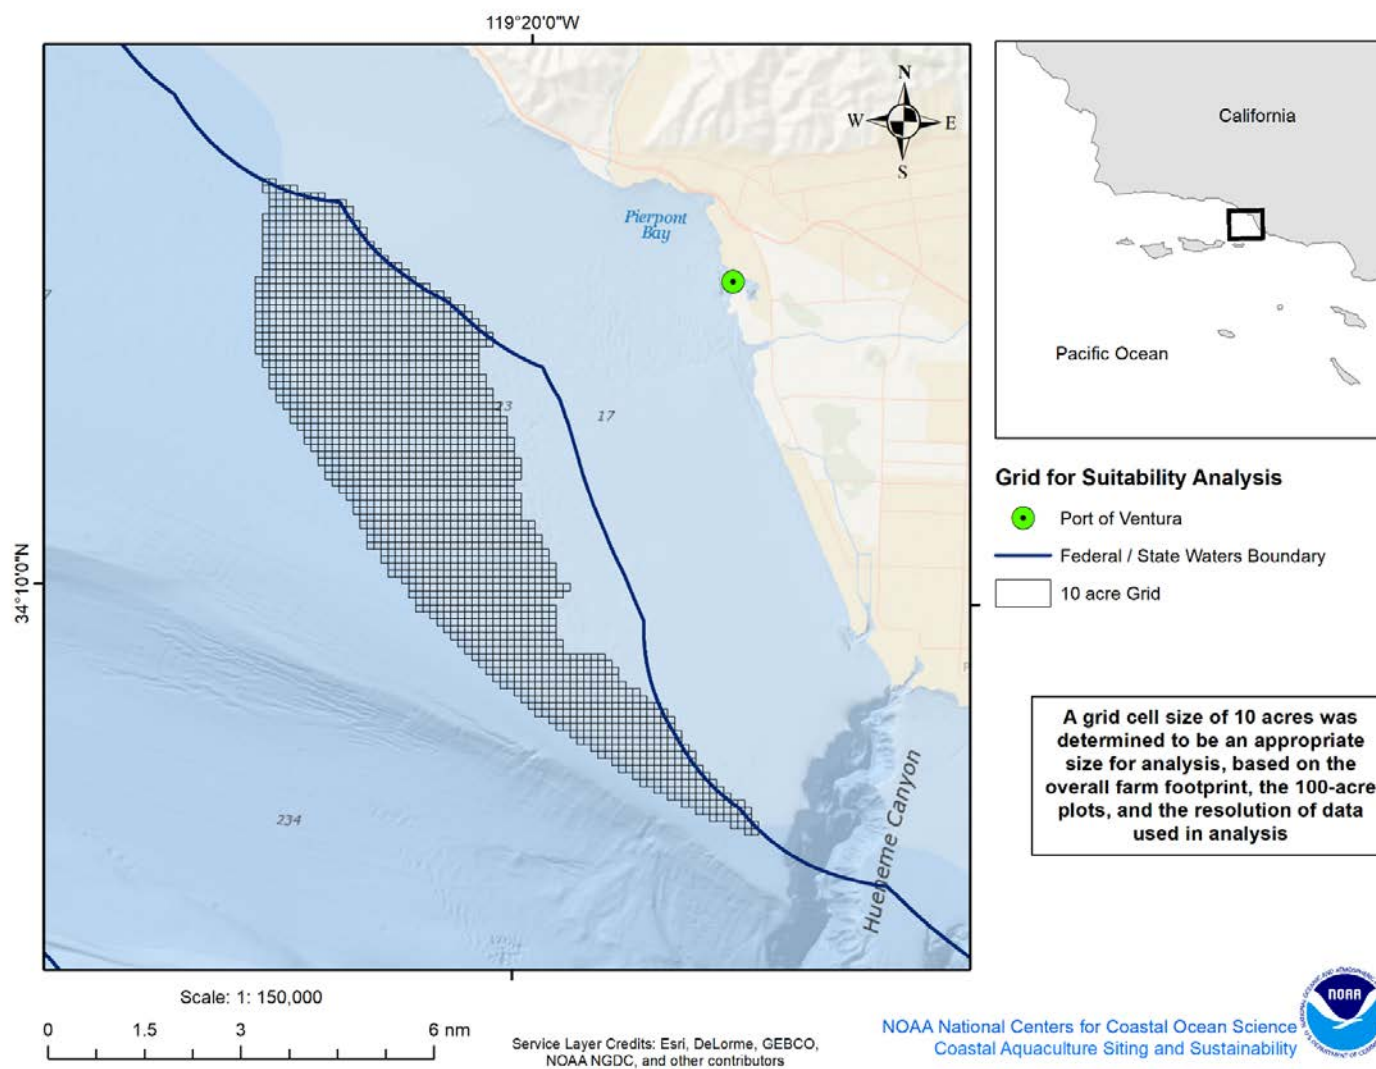 119°20'0"W
N
W
E
S
Pierpont
Bay
23
17
34°10'0"N
234
Hueneme Canyon
California
Pacific Ocean
Grid for Suitability Analysis
Port of Ventura
Federal / State Waters Boundary
10 acre Grid
A grid cell size of 10 acres was
determined to be an appropriate
size for analysis, based on the
overall farm footprint, the 100-acre
plots, and the resolution of data
used in analysis
Scale: 1: 150,000
0 1.5 3 6 nm
Service Layer Credits: Esri, DeLorme, GEBCO,
NOAA NGDC, and other contributors
NOAA National Centers for Coastal Ocean Science
Coastal Aquaculture Siting and Sustainability
NOAA